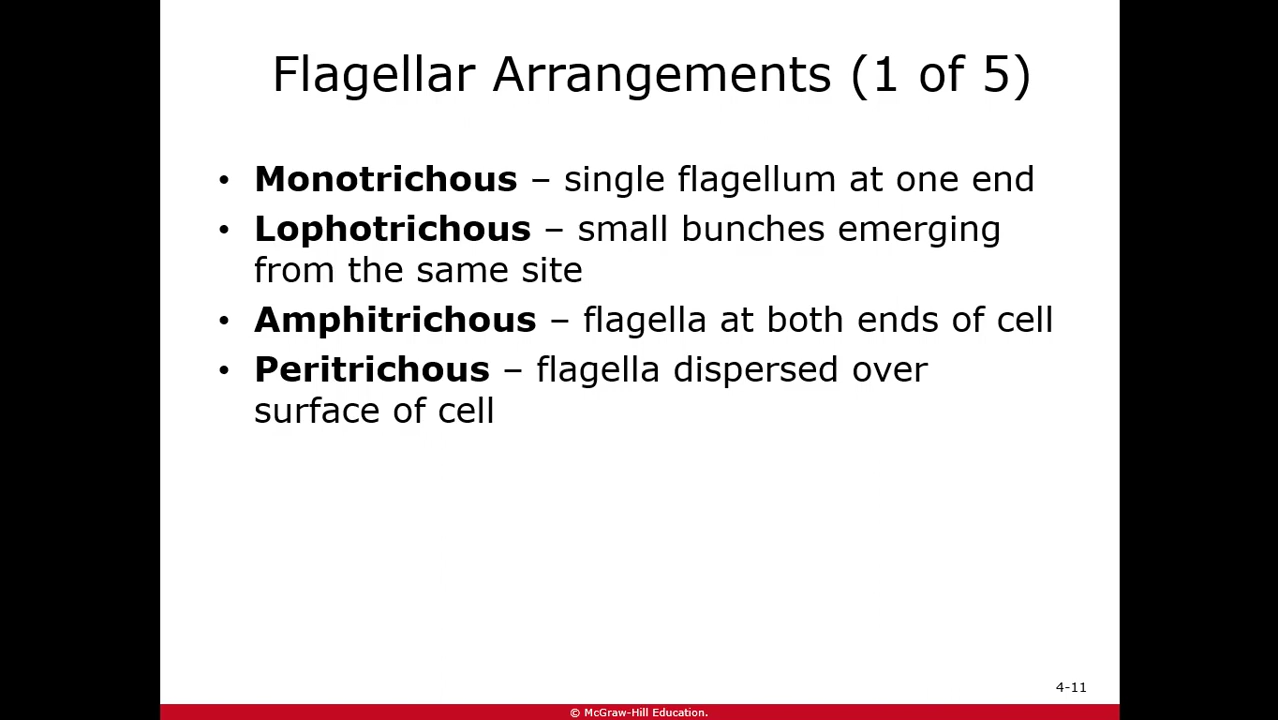 Flagellar Arrangements (1 of 5)
• Monotrichous – single flagellum at one end
• Lophotrichous – small bunches emerging
from the same site
• Amphitrichous – flagella at both ends of cell
• Peritrichous – flagella dispersed over
surface of cell
4-11
© McGraw-Hill Education.